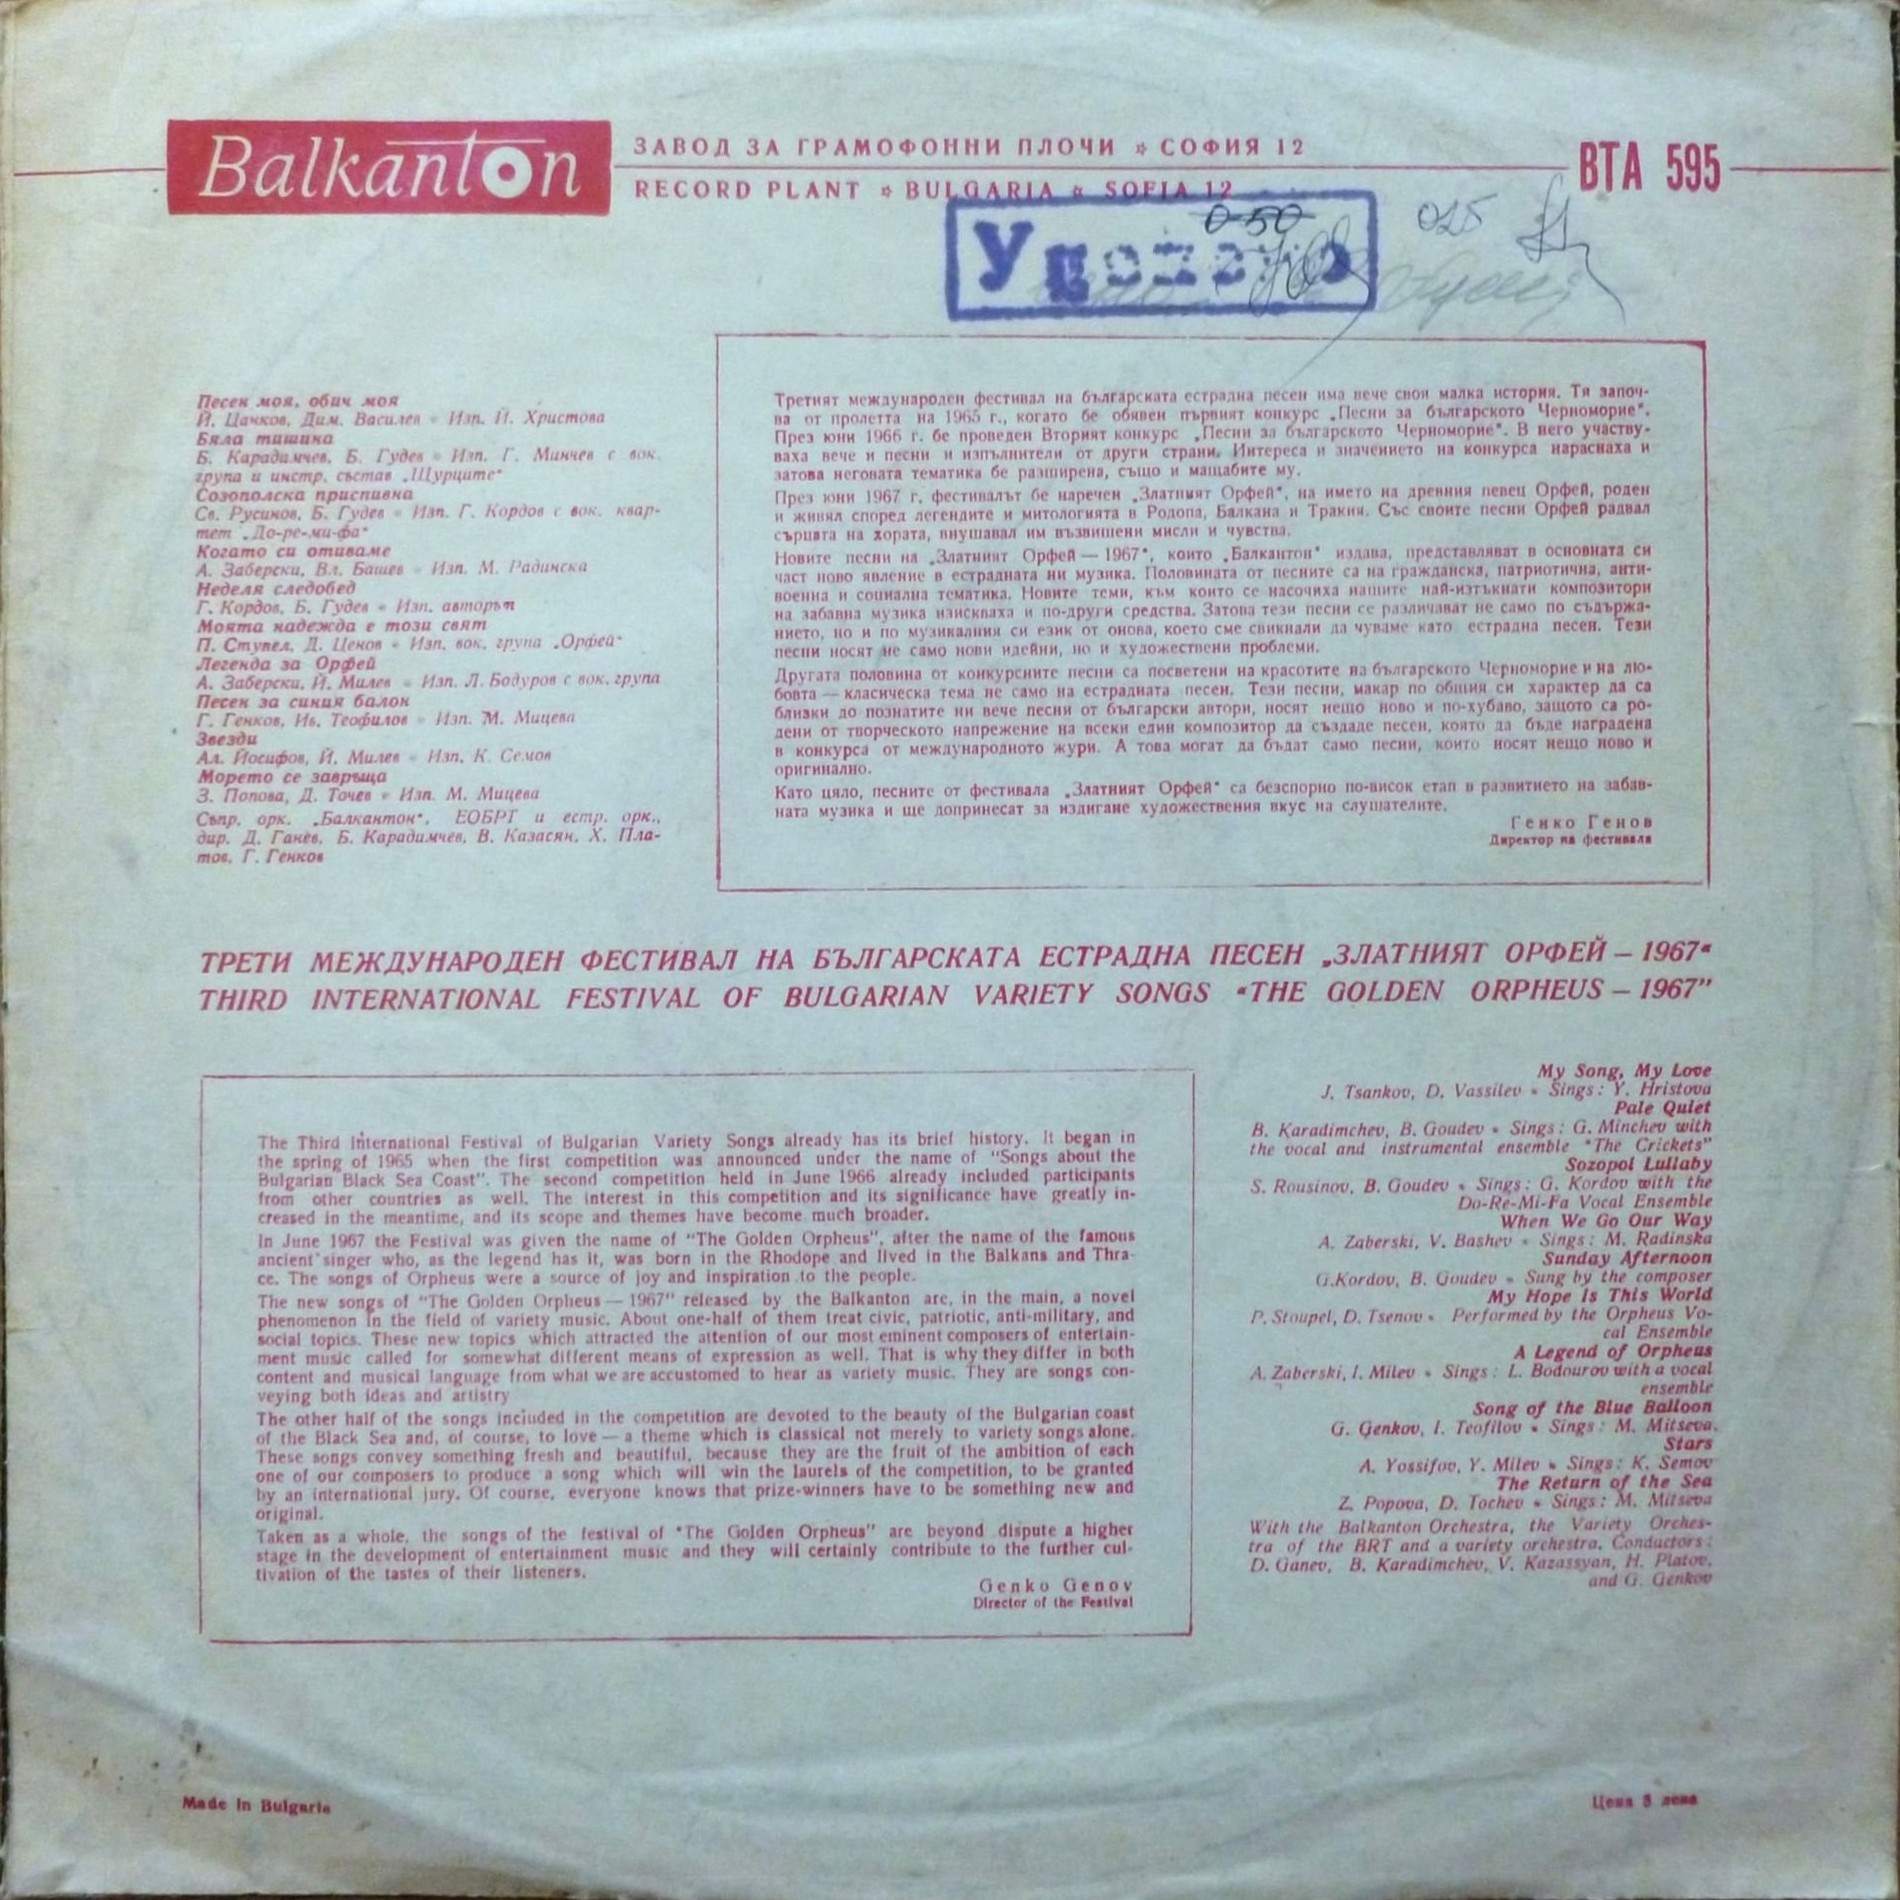 Balkanton
ЗАВОД ЗА ГРАМОФОННИ ПЛОЧИ * СОФИЯ 12
RECORD PLANT * BULGARIA * SOFIA 12
ВТА 595
0-50
025
Песен моя, обич моя
Й. Цанков, Дим. Василев * Изп. Й. Христова
Бяла тишина
Б. Карадимчев, Б. Гудев * Изп. Г. Минчев с вок.
група и инстр. състав „Щурците"
Созополска приспивна
Св. Русинов, Б. Гудев * Изп. Г. Кордов с вок. квар-
тет „До-ре-ми-фа"
Когато си отиваме
А. Заберски, Вл. Башев * Изп. М. Радинска
Неделя следобед
Г. Кордов, Б. Гудев * Изп. авторът
Моята надежда е този свят
П. Ступел, Д. Ценов * Изп. вок. група „Орфей"
Легенда за Орфей
А. Заберски, Й. Милев * Изп. Л. Бодуров с вок. група
Песен за синия балон
Г. Генков, Ив. Теофилов * Изп. М. Мицева
Звезди
Ал. Йосифов, Й. Милев * Изп. К. Семов
Морето се завръща
З. Попова, Д. Точев * Изп. М. Мицева
Съпр. орк. „Балкантон", ЕОБРТ и естр. орк.,
дир. Д. Ганев, Б. Карадимчев, В. Казасян, Х. Пла-
тов, Г. Генков
Третият международен фестивал на българската естрадна песен има вече своя малка история. Тя започ-
ва от пролетта на 1965 г., когато бе обявен първият конкурс „Песни за българското Черноморие".
През юни 1966 г. бе проведен Вторият конкурс „Песни за българското Черноморие". В него участву-
ваха вече и песни и изпълнители от други страни. Интереса и значението на конкурса нараснаха и
затова неговата тематика бе разширена, също и мащабите му.
През юни 1967 г. фестивалът бе наречен „Златният Орфей", на името на древния певец Орфей, роден
и живял според легендите и митологията в Родопа, Балкана и Тракия. Със своите песни Орфей радвал
сърцата на хората, внушавал им възвишени мисли и чувства.
Новите песни на „Златният Орфей — 1967", които „Балкантон" издава, представляват в основната си
част ново явление в естрадната ни музика. Половината от песните са на гражданска, патриотична, анти-
военна и социална тематика. Новите теми, към които се насочиха нашите най-изтъкнати композитори
на забавна музика изискваха и по-други средства. Затова тези песни се различават не само по съдържа-
нието, но и по музикалния си език от онова, което сме свикнали да чуваме като естрадна песен. Тези
песни носят не само нови идейни, но и художествени проблеми.
Другата половина от конкурсните песни са посветени на красотите на българското Черноморие и на лю-
бовта — класическа тема не само на естрадната песен. Тези песни, макар по общия си характер да са
близки до познатите ни вече песни от български автори, носят нещо ново и по-хубаво, защото са ро-
дени от творческото напрежение на всеки един композитор да създаде песен, която да бъде наградена
в конкурса от международното жури. А това могат да бъдат само песни, които носят нещо ново и
оригинално.
Като цяло, песните от фестивала „Златният Орфей" са безспорно по-висок етап в развитието на забав-
ната музика и ще допринесат за издигане художествения вкус на слушателите.
Генко Генов
Директор на фестивала
ТРЕТИ МЕЖДУНАРОДЕН ФЕСТИВАЛ НА БЪЛГАРСКАТА ЕСТРАДНА ПЕСЕН „ЗЛАТНИЯТ ОРФЕЙ – 1967"
THIRD INTERNATIONAL FESTIVAL OF BULGARIAN VARIETY SONGS "THE GOLDEN ORPHEUS – 1967"
The Third International Festival of Bulgarian Variety Songs already has its brief history. It began in
the spring of 1965 when the first competition was announced under the name of "Songs about the
Bulgarian Black Sea Coast". The second competition held in June 1966 already included participants
from other countries as well. The interest in this competition and its significance have greatly in-
creased in the meantime, and its scope and themes have become much broader.
In June 1967 the Festival was given the name of "The Golden Orpheus", after the name of the famous
ancient singer who, as the legend has it, was born in the Rhodope and lived in the Balkans and Thra-
ce. The songs of Orpheus were a source of joy and inspiration to the people.
The new songs of "The Golden Orpheus — 1967" released by the Balkanton are, in the main, a novel
phenomenon in the field of variety music. About one-half of them treat civic, patriotic, anti-military, and
social topics. These new topics which attracted the attention of our most eminent composers of entertain-
ment music called for somewhat different means of expression as well. That is why they differ in both
content and musical language from what we are accustomed to hear as variety music. They are songs con-
veying both ideas and artistry
The other half of the songs included in the competition are devoted to the beauty of the Bulgarian coast
of the Black Sea and, of course, to love — a theme which is classical not merely to variety songs alone.
These songs convey something fresh and beautiful, because they are the fruit of the ambition of each
one of our composers to produce a song which will win the laurels of the competition, to be granted
by an international jury. Of course, everyone knows that prize-winners have to be something new and
original.
Taken as a whole, the songs of the festival of "The Golden Orpheus" are beyond dispute a higher
stage in the development of entertainment music and they will certainly contribute to the further cul-
tivation of the tastes of their listeners.
Genko Genov
Director of the Festival
My Song, My Love
J. Tsankov, D. Vassilev * Sings: Y. Hristova
Pale Quiet
B. Karadimchev, B. Goudev * Sings: G. Minchev with
the vocal and instrumental ensemble "The Crickets"
Sozopol Lullaby
S. Rousinov, B. Goudev * Sings: G. Kordov with the
Do-Re-Mi-Fa Vocal Ensemble
When We Go Our Way
A. Zaberski, V. Bashev * Sings: M. Radinska
Sunday Afternoon
G.Kordov, B. Goudev * Sung by the composer
My Hope Is This World
P. Stoupel, D. Tsenov * Performed by the Orpheus Vo-
cal Ensemble
A Legend of Orpheus
A. Zaberski, I. Milev * Sings: L. Bodourov with a vocal
ensemble
Song of the Blue Balloon
G. Genkov, I. Teofilov * Sings: M. Mitseva.
Stars
A. Yossifov, Y. Milev * Sings: K. Semov
The Return of the Sea
Z. Popova, D. Tochev * Sings: M. Mitseva
With the Balkanton Orchestra, the Variety Orches-
tra of the BRT and a variety orchestra. Conductors:
D. Ganev, B. Karadimchev, V. Kazassyan, H. Platov,
and G. Genkov
Made in Bulgaria
Цена 3 лева